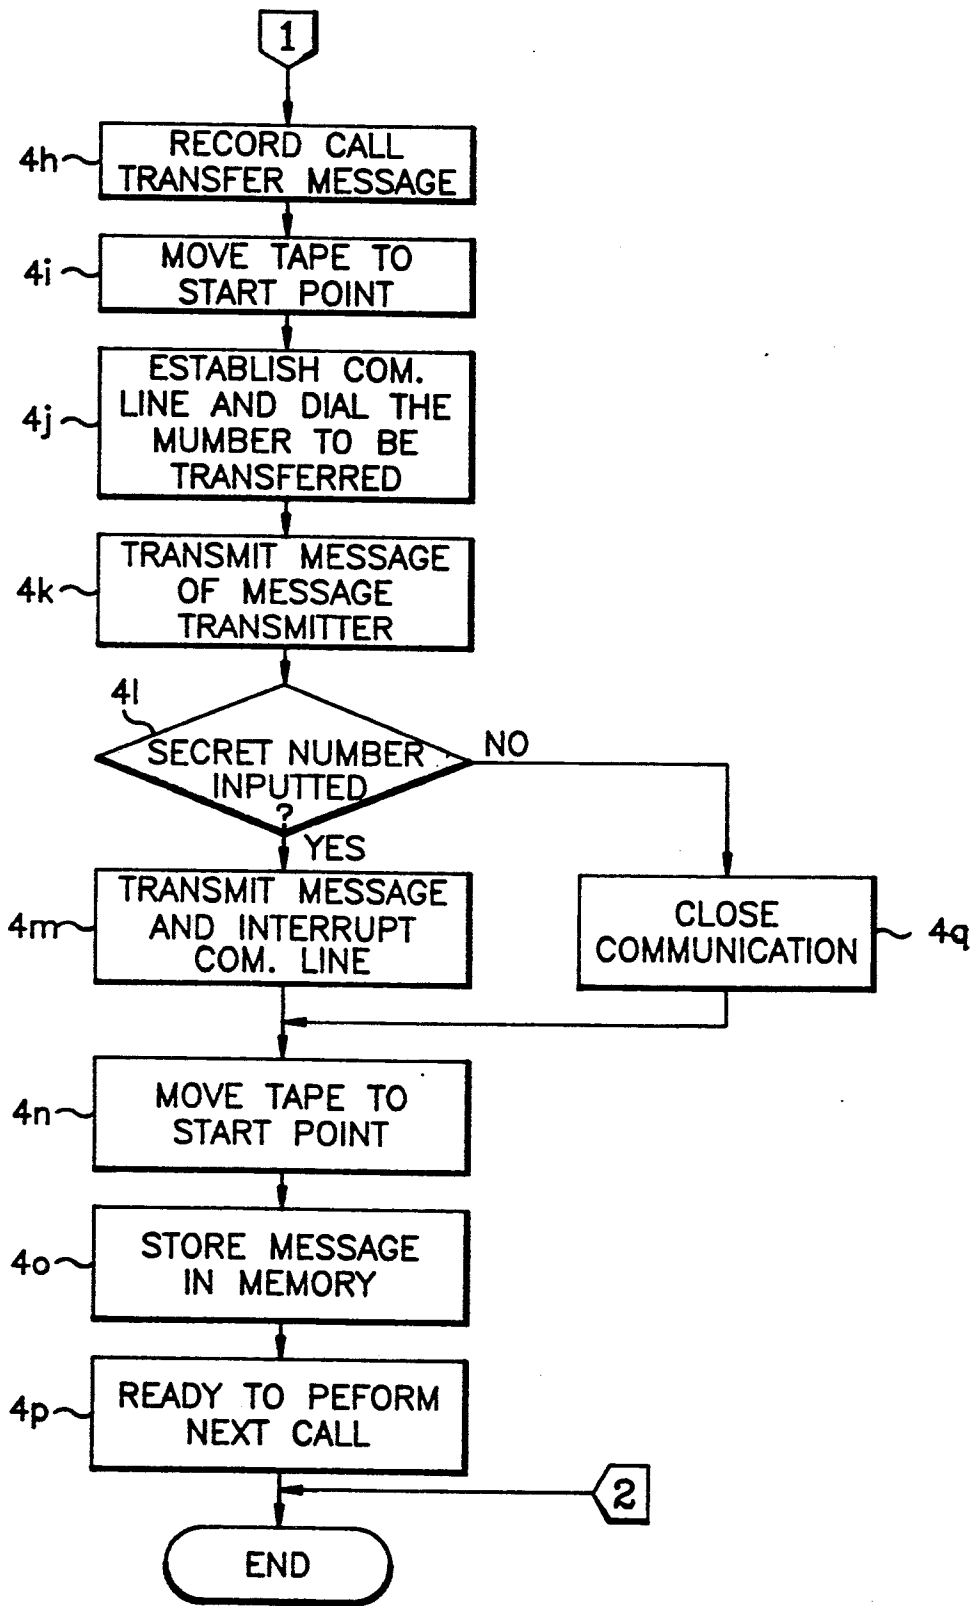 1
4h
RECORD CALL
TRANSFER MESSAGE
4i
MOVE TAPE TO
START POINT
4j
ESTABLISH COM.
LINE AND DIAL THE
MUMBER TO BE
TRANSFERRED
4k
TRANSMIT MESSAGE
OF MESSAGE
TRANSMITTER
4l
SECRET NUMBER
INPUTTED
?
NO
YES
4m
TRANSMIT MESSAGE
AND INTERRUPT
COM. LINE
CLOSE
COMMUNICATION
4q
4n
MOVE TAPE TO
START POINT
4o
STORE MESSAGE
IN MEMORY
4p
READY TO PEFORM
NEXT CALL
2
END